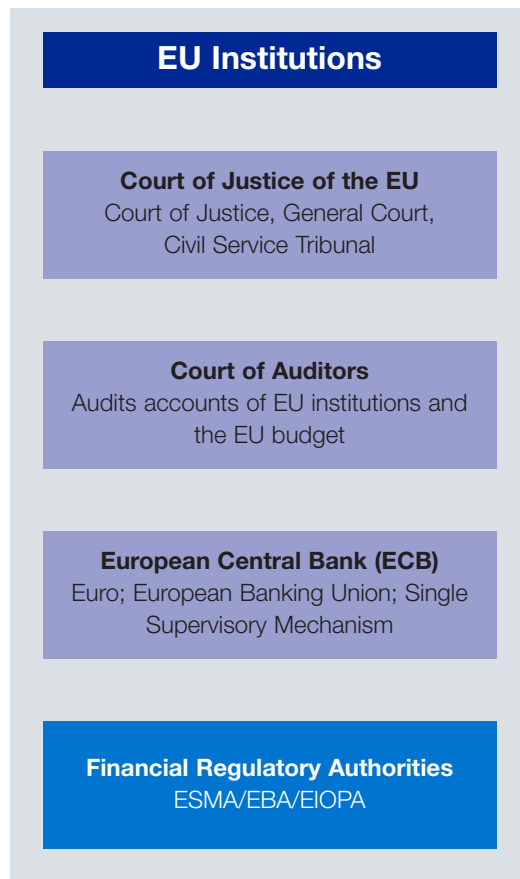 EU Institutions
Court of Justice of the EU
Court of Justice, General Court,
Civil Service Tribunal
Court of Auditors
Audits accounts of EU institutions and
the EU budget
European Central Bank (ECB)
Euro; European Banking Union; Single
Supervisory Mechanism
Financial Regulatory Authorities
ESMA/EBA/EIOPA